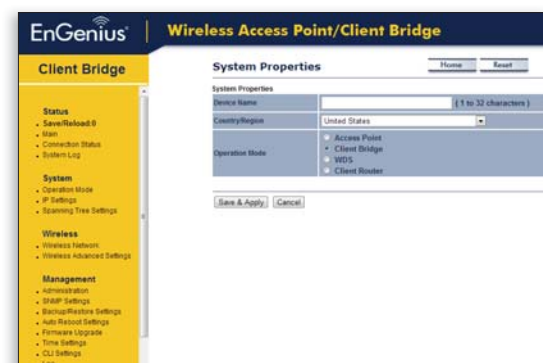 EnGenius
Wireless Access Point/Client Bridge
Client Bridge
Status
Save/Reload:0
Main
Connection Status
System Log
System
Operation Mode
IP Settings
Spanning Tree Settings
Wireless
Wireless Network
Wireless Advanced Settings
Management
Administration
SNMP Settings
Backup/Restore Settings
Auto Reboot Settings
Firmware Upgrade
Time Settings
CLI Settings
System Properties
Home
Reset
System Properties
Device Name
( 1 to 32 characters )
Country/Region
United States
Operation Mode
Access Point
Client Bridge
WDS
Client Router
Save & Apply
Cancel